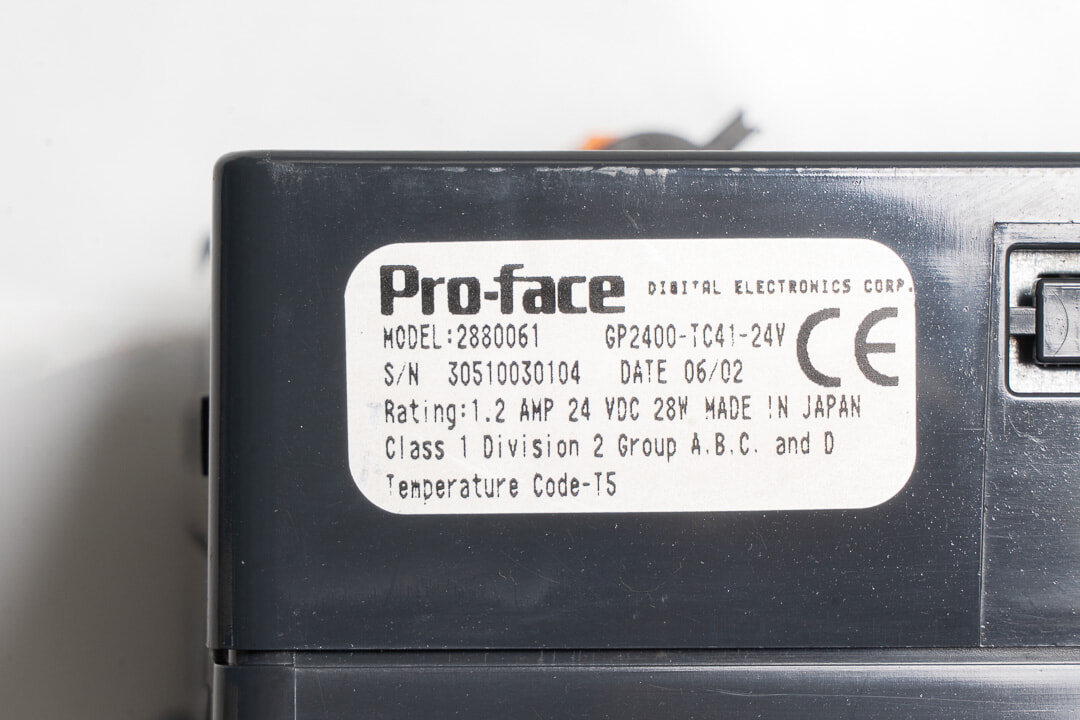 Pro-face DIGITAL ELECTRONICS CORP.
MODEL:2880061 GP2400-TC41-24V CE
S/N 30510030104 DATE 06/02
Rating:1.2 AMP 24 VDC 28W MADE IN JAPAN
Class 1 Division 2 Group A.B.C. and D
Temperature Code-T5